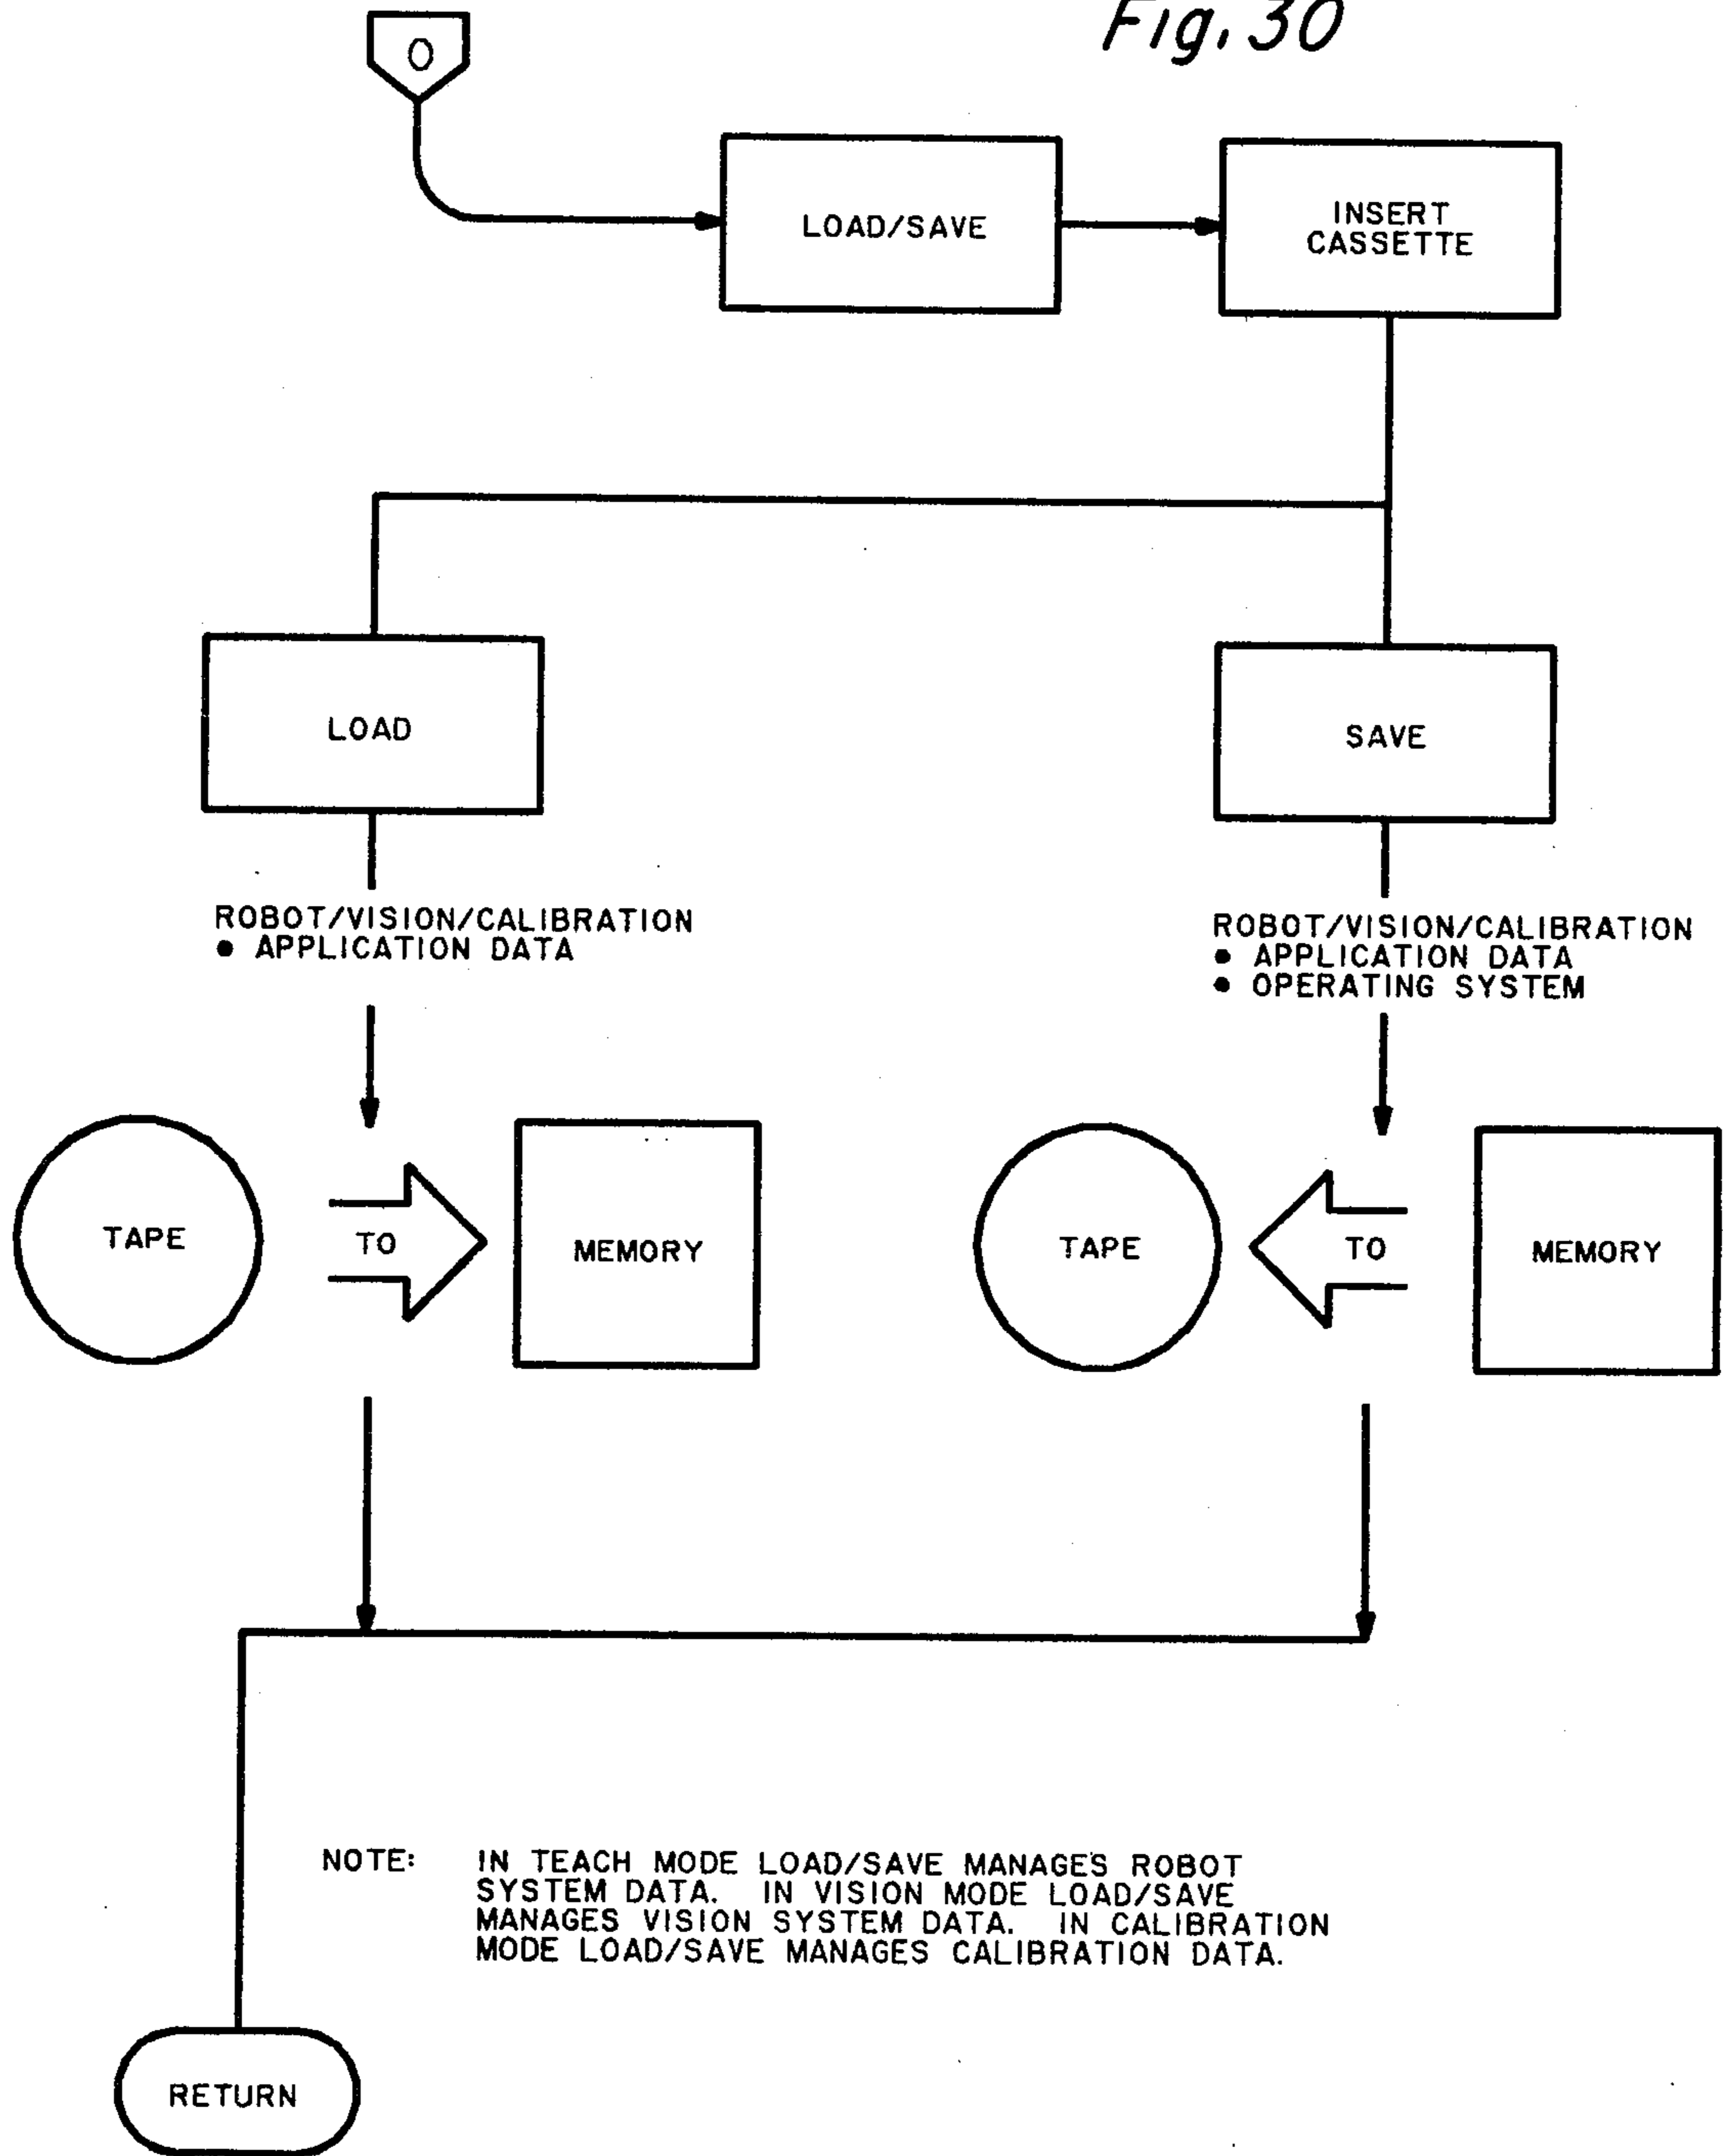 Fig. 30
O
LOAD/SAVE
INSERT
CASSETTE
LOAD
SAVE
ROBOT/VISION/CALIBRATION
● APPLICATION DATA
ROBOT/VISION/CALIBRATION
● APPLICATION DATA
● OPERATING SYSTEM
TAPE
TO
MEMORY
TAPE
TO
MEMORY
NOTE: IN TEACH MODE LOAD/SAVE MANAGES ROBOT
SYSTEM DATA. IN VISION MODE LOAD/SAVE
MANAGES VISION SYSTEM DATA. IN CALIBRATION
MODE LOAD/SAVE MANAGES CALIBRATION DATA.
RETURN